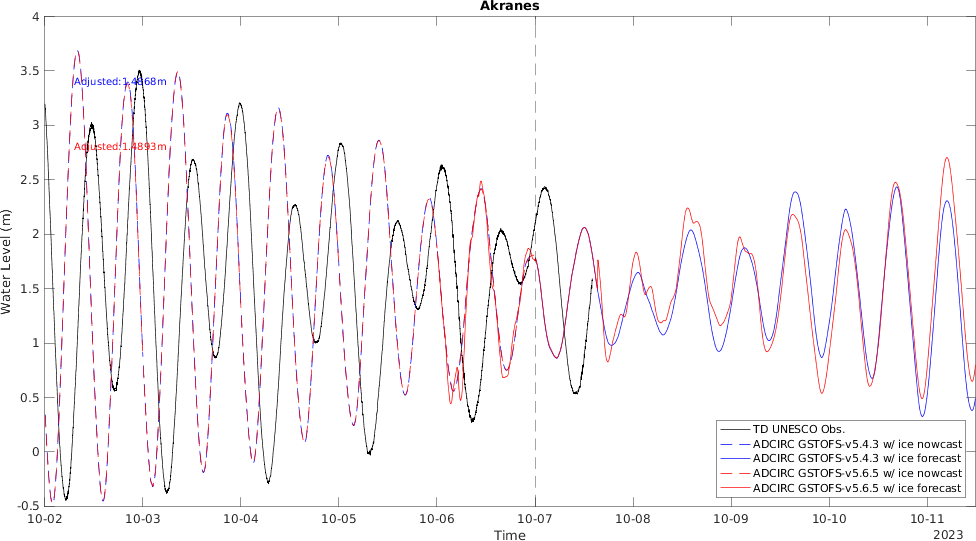 Akranes
4
3.5
3
2.5
2
1.5
1
0.5
0
-0.5
Water Level (m)
Adjusted:1.4868m
Adjusted:1.4893m
TD UNESCO Obs.
ADCIRC GSTOFS-v5.4.3 w/ ice nowcast
ADCIRC GSTOFS-v5.4.3 w/ ice forecast
ADCIRC GSTOFS-v5.6.5 w/ ice nowcast
ADCIRC GSTOFS-v5.6.5 w/ ice forecast
10-02 10-03 10-04 10-05 10-06 10-07 10-08 10-09 10-10 10-11
Time
2023